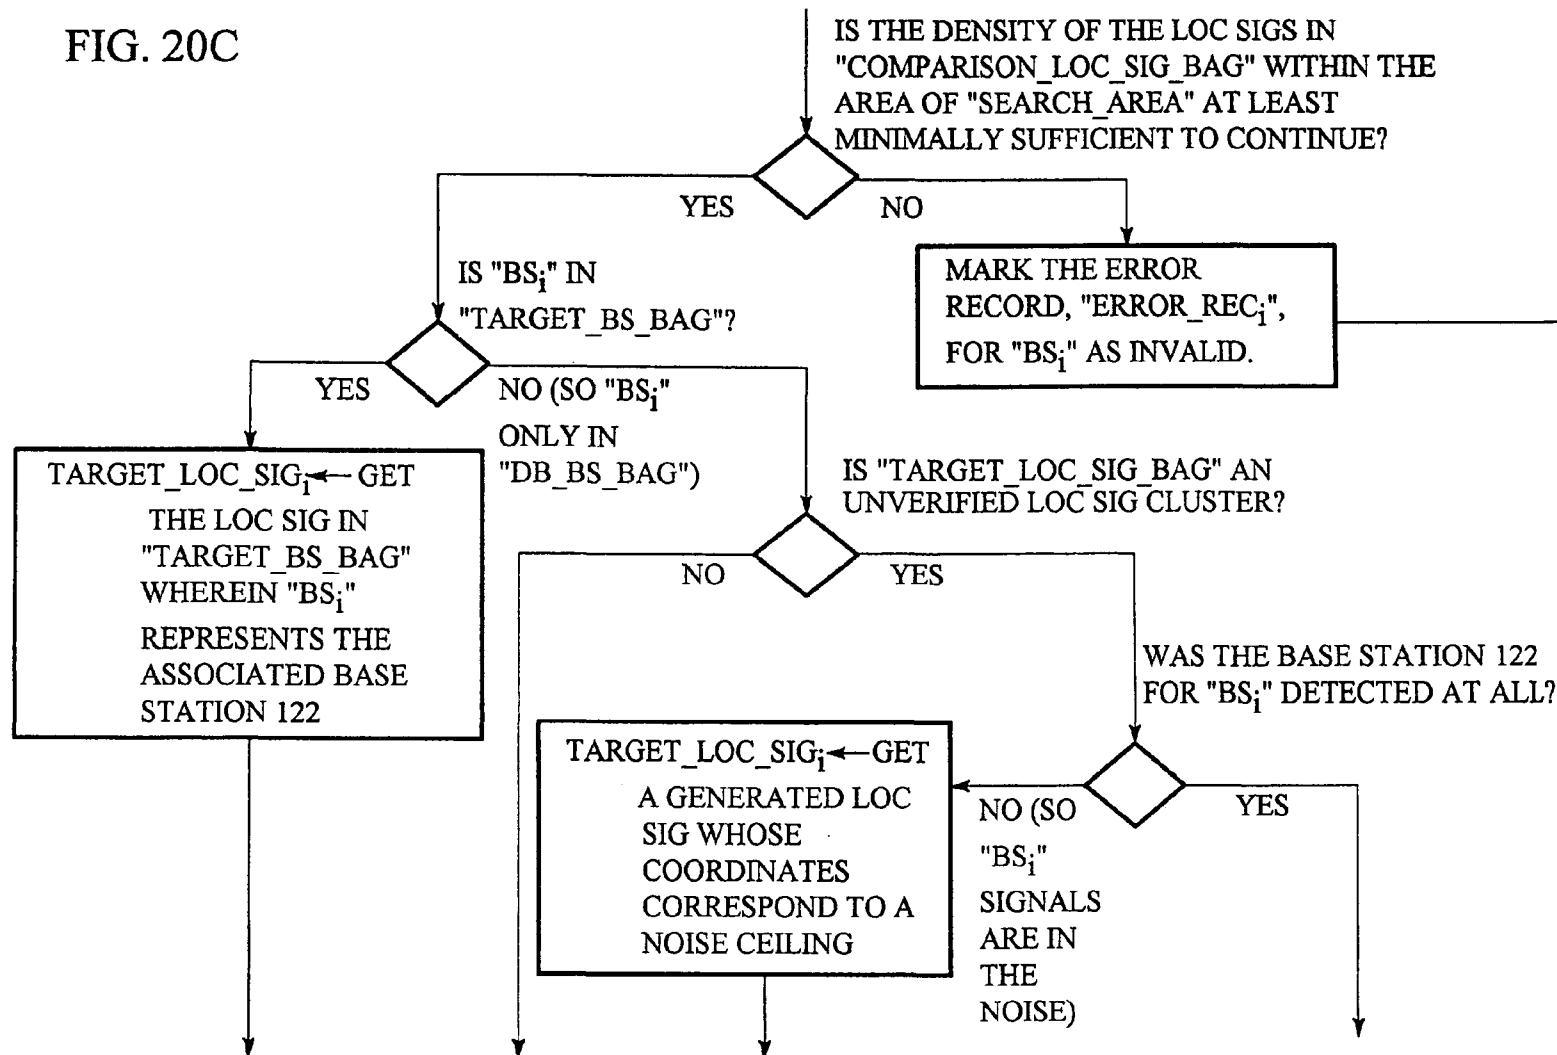 FIG. 20C
IS THE DENSITY OF THE LOC SIGS IN
"COMPARISON_LOC_SIG_BAG" WITHIN THE
AREA OF "SEARCH_AREA" AT LEAST
MINIMALLY SUFFICIENT TO CONTINUE?
YES
NO
IS "BSi" IN
"TARGET_BS_BAG"?
MARK THE ERROR
RECORD, "ERROR_RECi",
FOR "BSi" AS INVALID.
YES
NO (SO "BSi"
ONLY IN
"DB_BS_BAG")
TARGET_LOC_SIGi←GET
THE LOC SIG IN
"TARGET_BS_BAG"
WHEREIN "BSi"
REPRESENTS THE
ASSOCIATED BASE
STATION 122
IS "TARGET_LOC_SIG_BAG" AN
UNVERIFIED LOC SIG CLUSTER?
NO
YES
WAS THE BASE STATION 122
FOR "BSi" DETECTED AT ALL?
TARGET_LOC_SIGi←GET
A GENERATED LOC
SIG WHOSE
COORDINATES
CORRESPOND TO A
NOISE CEILING
NO (SO
"BSi"
SIGNALS
ARE IN
THE
NOISE)
YES